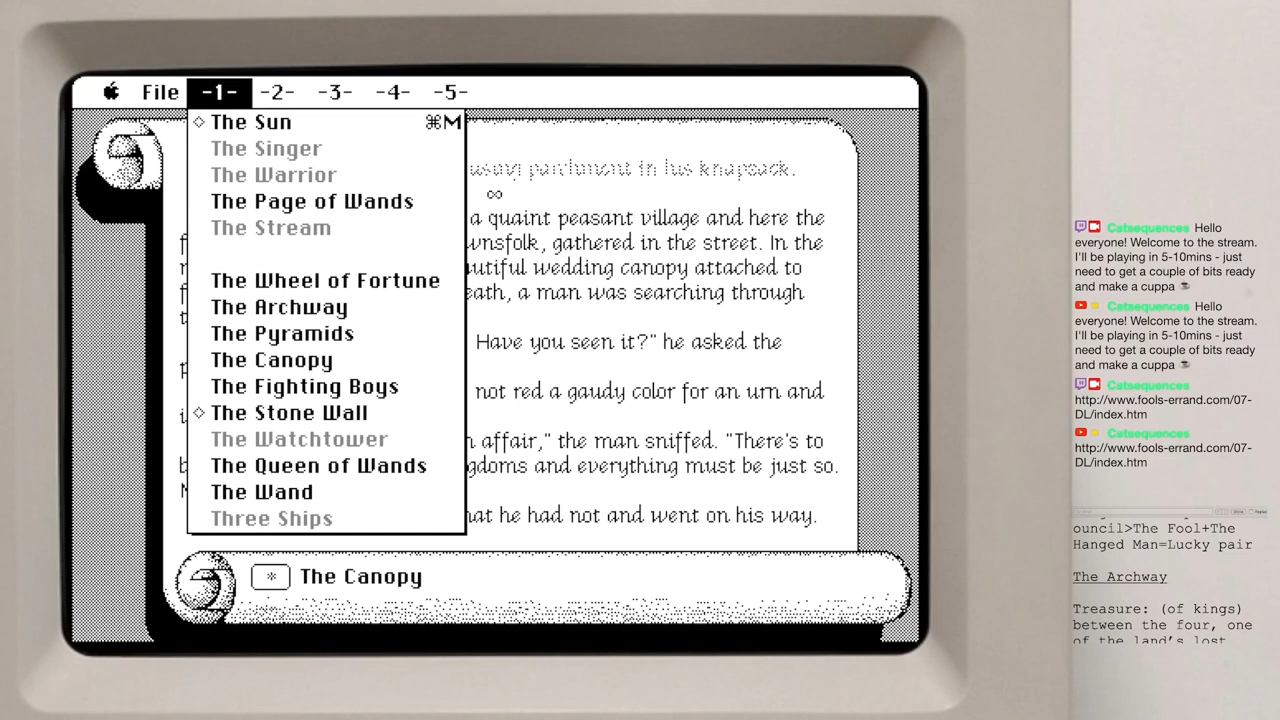 File -1- -2- -3- -4- -5-
The Sun ⌘M
The Singer
The Warrior
The Page of Wands
The Stream
The Wheel of Fortune
The Archway
The Pyramids
The Canopy
The Fighting Boys
The Stone Wall
The Watchtower
The Queen of Wands
The Wand
Three Ships
parchment in his knapsack.
∞
a quaint peasant village and here the
wnsfolk, gathered in the street. In the
utiful wedding canopy attached to
eath, a man was searching through
Have you seen it?" he asked the
not red a gaudy color for an urn and
affair," the man sniffed. "There's to
gdoms and everything must be just so.
hat he had not and went on his way.
* The Canopy
Catsequences Hello
everyone! Welcome to the stream.
I'll be playing in 5-10mins - just
need to get a couple of bits ready
and make a cuppa ☕
Catsequences Hello
everyone! Welcome to the stream.
I'll be playing in 5-10mins - just
need to get a couple of bits ready
and make a cuppa ☕
Catsequences
http://www.fools-errand.com/07-
DL/index.htm
Catsequences
http://www.fools-errand.com/07-
DL/index.htm
ouncil>The Fool+The
Hanged Man=Lucky pair
The Archway
Treasure: (of kings)
between the four, one
of the land's lost